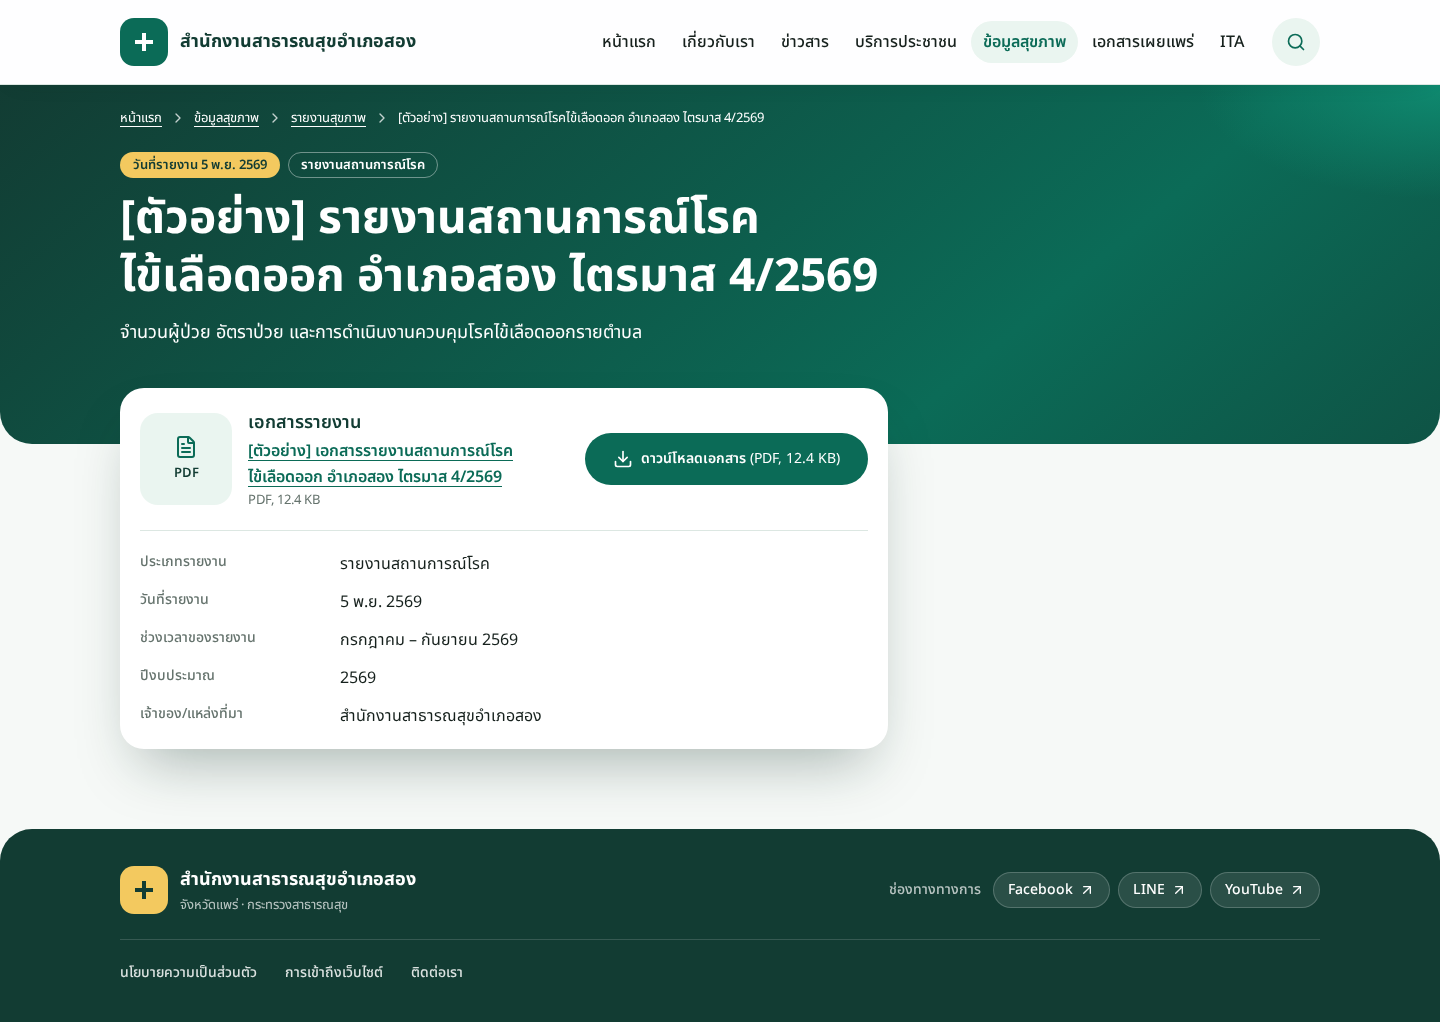 สำนักงานสาธารณสุขอำเภอสอง
หน้าแรก เกี่ยวกับเรา ข่าวสาร บริการประชาชน ข้อมูลสุขภาพ เอกสารเผยแพร่ ITA
หน้าแรก ข้อมูลสุขภาพ รายงานสุขภาพ [ตัวอย่าง] รายงานสถานการณ์โรคไข้เลือดออก อำเภอสอง ไตรมาส 4/2569
วันที่รายงาน 5 พ.ย. 2569 รายงานสถานการณ์โรค
[ตัวอย่าง] รายงานสถานการณ์โรค
ไข้เลือดออก อำเภอสอง ไตรมาส 4/2569
จำนวนผู้ป่วย อัตราป่วย และการดำเนินงานควบคุมโรคไข้เลือดออกรายตำบล
PDF
เอกสารรายงาน
[ตัวอย่าง] เอกสารรายงานสถานการณ์โรค
ไข้เลือดออก อำเภอสอง ไตรมาส 4/2569
PDF, 12.4 KB
ดาวน์โหลดเอกสาร (PDF, 12.4 KB)
ประเภทรายงาน รายงานสถานการณ์โรค
วันที่รายงาน 5 พ.ย. 2569
ช่วงเวลาของรายงาน กรกฎาคม – กันยายน 2569
ปีงบประมาณ 2569
เจ้าของ/แหล่งที่มา สำนักงานสาธารณสุขอำเภอสอง
สำนักงานสาธารณสุขอำเภอสอง
จังหวัดแพร่ · กระทรวงสาธารณสุข
ช่องทางทางการ Facebook LINE YouTube
นโยบายความเป็นส่วนตัว การเข้าถึงเว็บไซต์ ติดต่อเรา